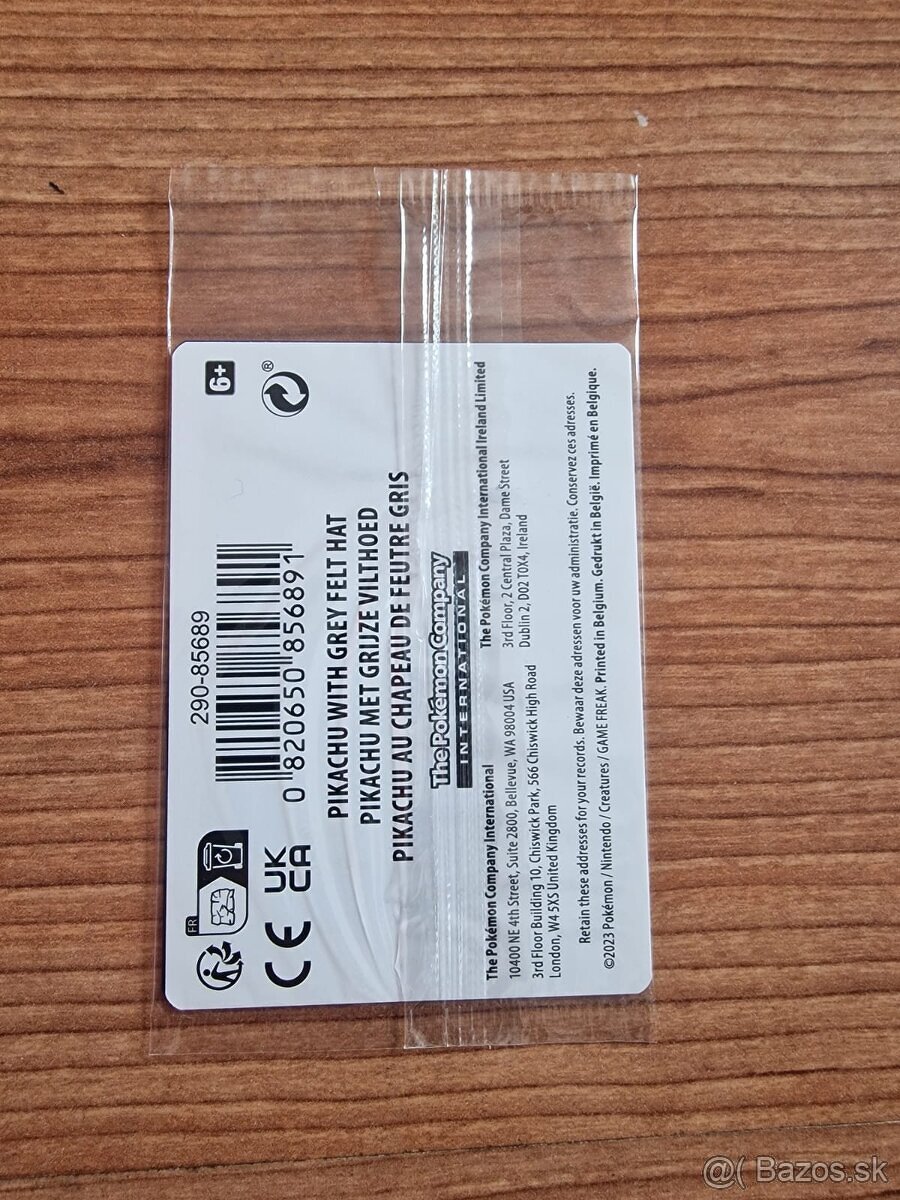 290-85689
0 820650 856891
6+
FR
CE
UK
CA
PIKACHU WITH GREY FELT HAT
PIKACHU MET GRIJZE VILTHOED
PIKACHU AU CHAPEAU DE FEUTRE GRIS
The Pokémon Company
INTERNATIONAL
The Pokémon Company International
10400 NE 4th Street, Suite 2800, Bellevue, WA 98004 USA
3rd Floor Building 10, Chiswick Park, 566 Chiswick High Road
London, W4 5XS United Kingdom
The Pokémon Company International Ireland Limited
3rd Floor, 2 Central Plaza, Dame Street
Dublin 2, D02 T0X4, Ireland
Retain these addresses for your records. Bewaar deze adressen voor uw administratie. Conservez ces adresses.
©2023 Pokémon / Nintendo / Creatures / GAME FREAK. Printed in Belgium. Gedrukt in België. Imprimé en Belgique.
@( Bazos.sk